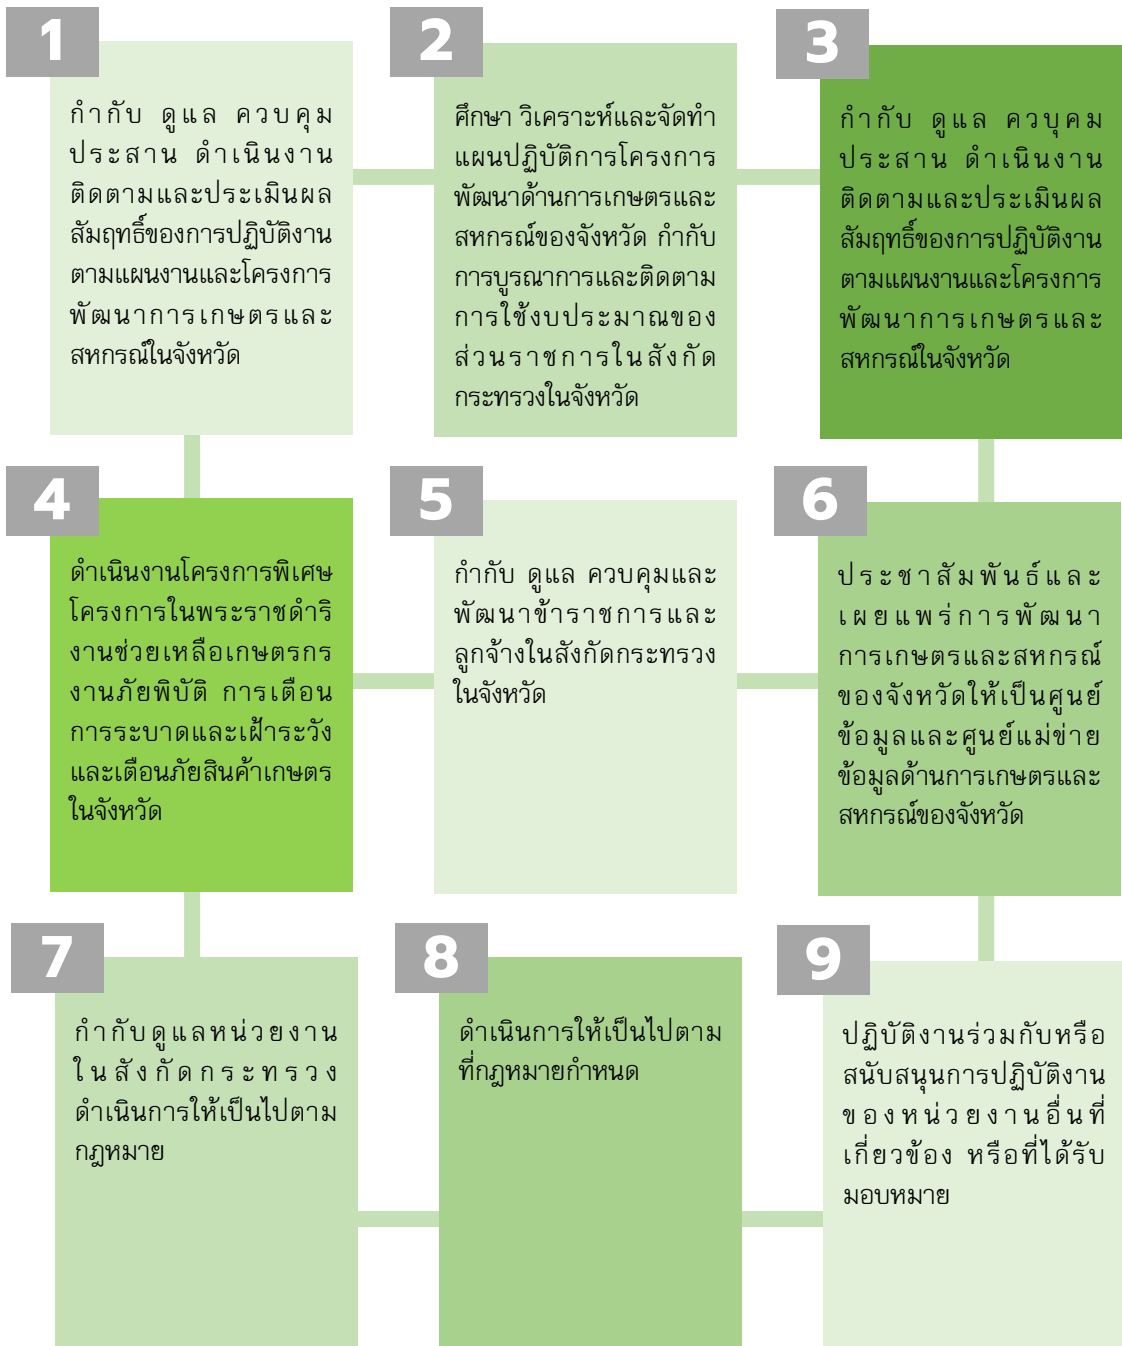 1
กำกับ ดูแล ควบคุม
ประสาน ดำเนินงาน
ติดตามและประเมินผล
สัมฤทธิ์ของการปฏิบัติงาน
ตามแผนงานและโครงการ
พัฒนาการเกษตรและ
สหกรณ์ในจังหวัด
2
ศึกษา วิเคราะห์และจัดทำ
แผนปฏิบัติการโครงการ
พัฒนาด้านการเกษตรและ
สหกรณ์ของจังหวัด กำกับ
การบูรณาการและติดตาม
การใช้งบประมาณของ
ส่วนราชการในสังกัด
กระทรวงในจังหวัด
3
กำกับ ดูแล ควบุคม
ประสาน ดำเนินงาน
ติดตามและประเมินผล
สัมฤทธิ์ของการปฏิบัติงาน
ตามแผนงานและโครงการ
พัฒนาการเกษตรและ
สหกรณ์ในจังหวัด
4
ดำเนินงานโครงการพิเศษ
โครงการในพระราชดำริ
งานช่วยเหลือเกษตรกร
งานภัยพิบัติ การเตือน
การระบาดและเฝ้าระวัง
และเตือนภัยสินค้าเกษตร
ในจังหวัด
5
กำกับ ดูแล ควบคุมและ
พัฒนาข้าราชการและ
ลูกจ้างในสังกัดกระทรวง
ในจังหวัด
6
ประชาสัมพันธ์และ
เผยแพร่การพัฒนา
การเกษตรและสหกรณ์
ของจังหวัดให้เป็นศูนย์
ข้อมูลและศูนย์แม่ข่าย
ข้อมูลด้านการเกษตรและ
สหกรณ์ของจังหวัด
7
กำกับดูแลหน่วยงาน
ในสังกัดกระทรวง
ดำเนินการให้เป็นไปตาม
กฎหมาย
8
ดำเนินการให้เป็นไปตาม
ที่กฎหมายกำหนด
9
ปฏิบัติงานร่วมกับหรือ
สนับสนุนการปฏิบัติงาน
ของหน่วยงานอื่นที่
เกี่ยวข้อง หรือที่ได้รับ
มอบหมาย